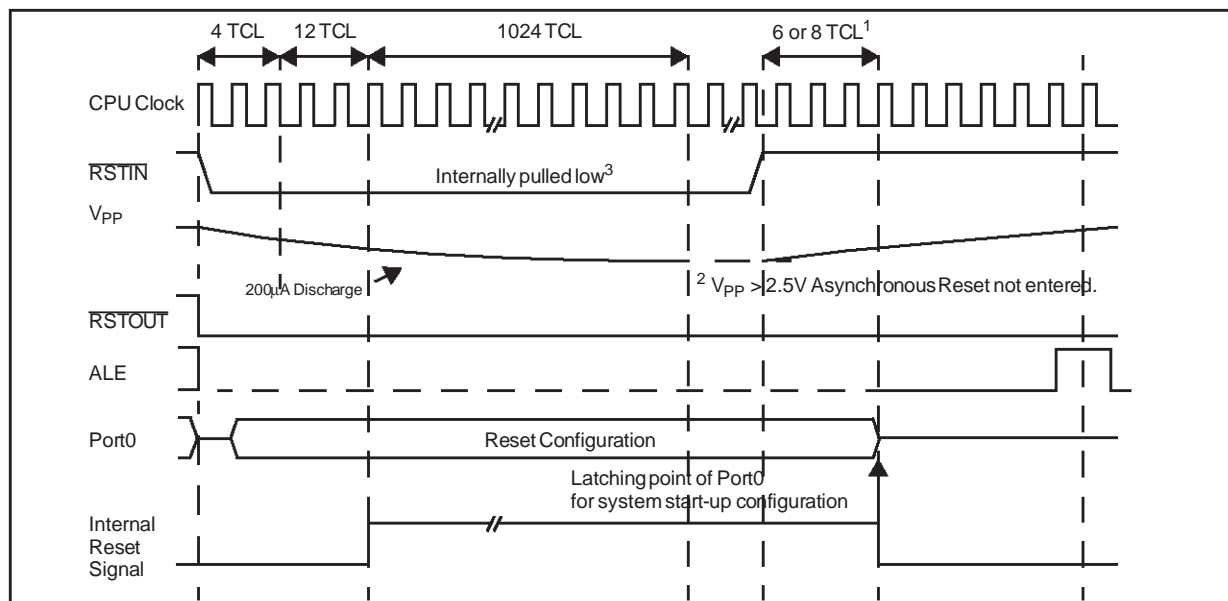 4 TCL 12 TCL 1024 TCL 6 or 8 TCL¹
CPU Clock
RSTIN
Internally pulled low³
VPP
200µA Discharge
² VPP > 2.5V Asynchronous Reset not entered.
RSTOUT
ALE
Port0
Reset Configuration
Latching point of Port0
for system start-up configuration
Internal
Reset
Signal